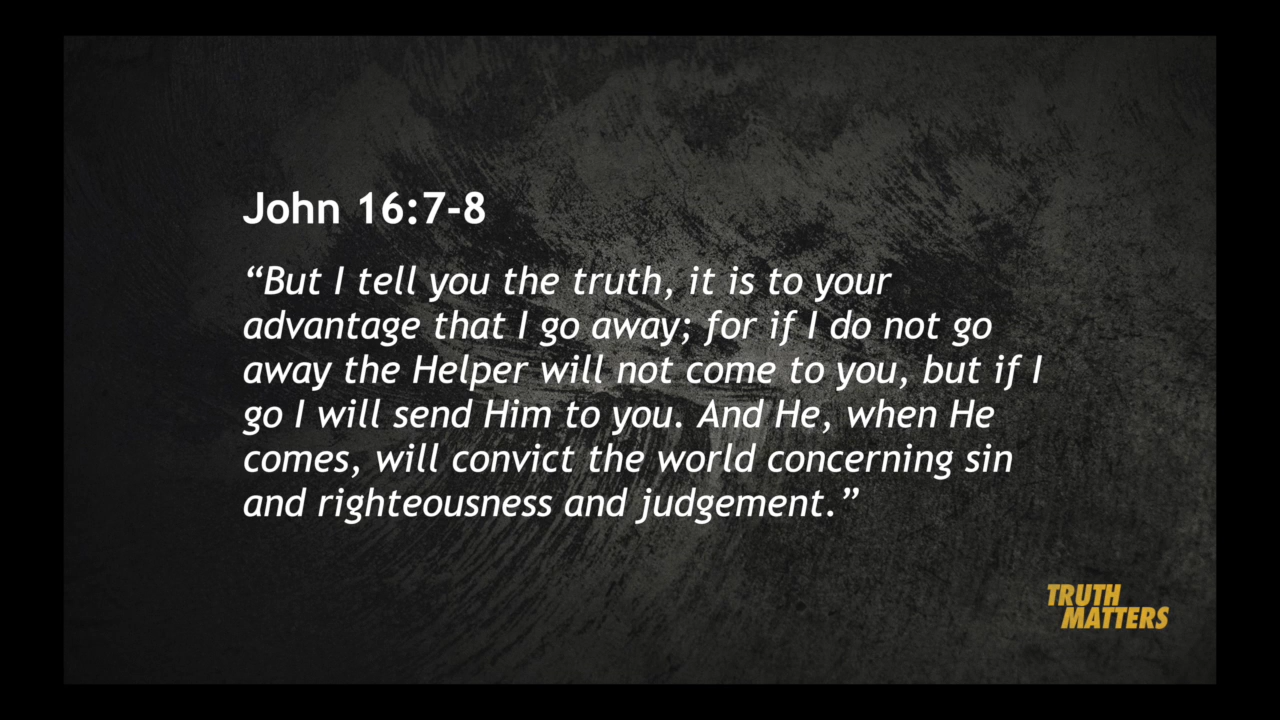 John 16:7-8
“But I tell you the truth, it is to your
advantage that I go away; for if I do not go
away the Helper will not come to you, but if I
go I will send Him to you. And He, when He
comes, will convict the world concerning sin
and righteousness and judgement.”
TRUTH
MATTERS